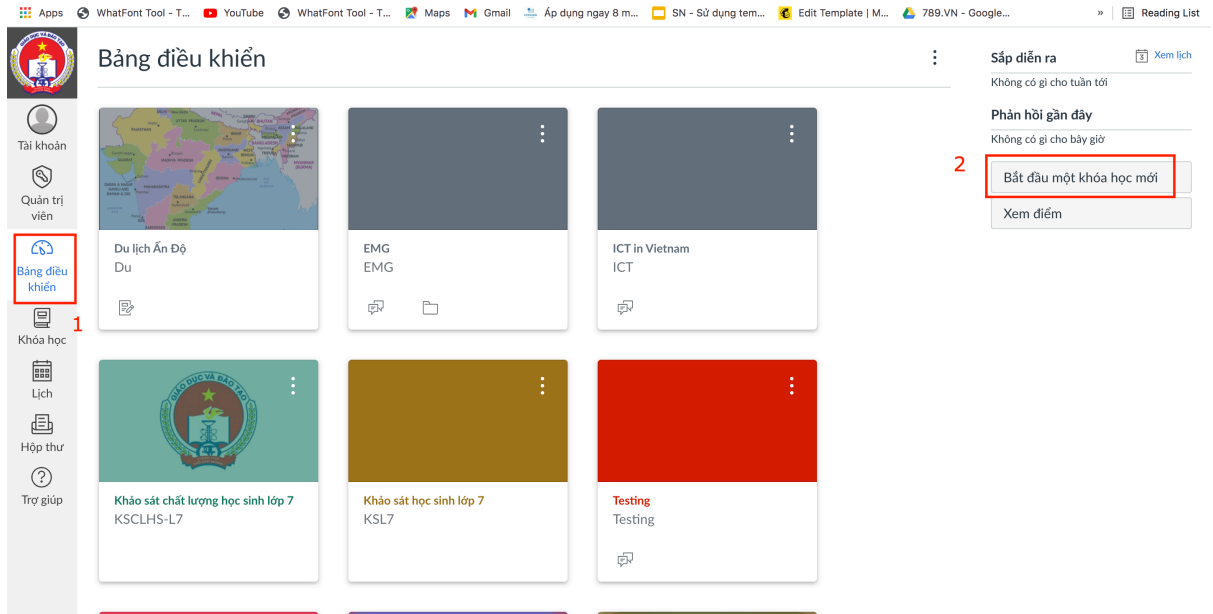 Apps
WhatFont Tool - T...
YouTube
WhatFont Tool - T...
Maps
Gmail
Áp dụng ngay 8 m...
SN - Sử dụng tem...
Edit Template | M...
789.VN - Google...
»
Reading List
Tài khoản
Quản trị
viên
Bảng điều
khiển
1
Khóa học
Lịch
Hộp thư
Trợ giúp
Bảng điều khiển
Du lịch Ấn Độ
Du
EMG
EMG
ICT in Vietnam
ICT
GIÁO DỤC VÀ ĐÀO TẠO
Khảo sát chất lượng học sinh lớp 7
KSCLHS-L7
Khảo sát học sinh lớp 7
KSL7
Testing
Testing
Sắp diễn ra
Xem lịch
Không có gì cho tuần tới
Phản hồi gần đây
Không có gì cho bây giờ
2
Bắt đầu một khóa học mới
Xem điểm